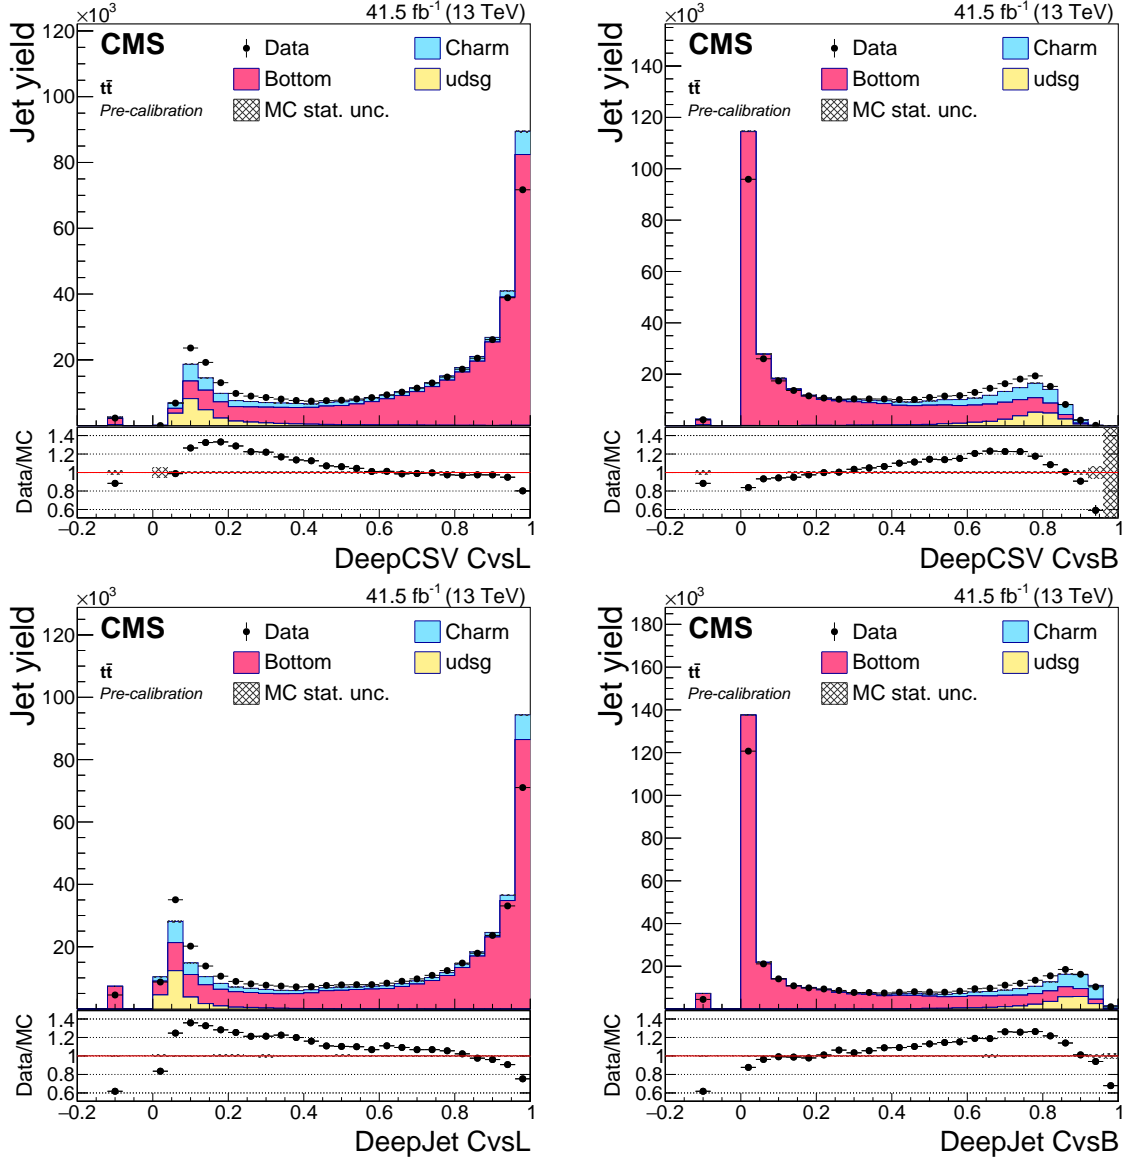 ×10³ 41.5 fb⁻¹ (13 TeV)
Jet yield
CMS
tt̄
Pre-calibration
Data
Charm
Bottom
udsg
MC stat. unc.
120
100
80
60
40
20
Data/MC
1.4
1.2
1
0.8
0.6
−0.2 0 0.2 0.4 0.6 0.8 1
DeepCSV CvsL
×10³ 41.5 fb⁻¹ (13 TeV)
Jet yield
CMS
tt̄
Pre-calibration
Data
Charm
Bottom
udsg
MC stat. unc.
140
120
100
80
60
40
20
Data/MC
1.4
1.2
1
0.8
0.6
−0.2 0 0.2 0.4 0.6 0.8 1
DeepCSV CvsB
×10³ 41.5 fb⁻¹ (13 TeV)
Jet yield
CMS
tt̄
Pre-calibration
Data
Charm
Bottom
udsg
MC stat. unc.
120
100
80
60
40
20
Data/MC
1.4
1.2
1
0.8
0.6
−0.2 0 0.2 0.4 0.6 0.8 1
DeepJet CvsL
×10³ 41.5 fb⁻¹ (13 TeV)
Jet yield
CMS
tt̄
Pre-calibration
Data
Charm
Bottom
udsg
MC stat. unc.
180
160
140
120
100
80
60
40
20
Data/MC
1.4
1.2
1
0.8
0.6
−0.2 0 0.2 0.4 0.6 0.8 1
DeepJet CvsB